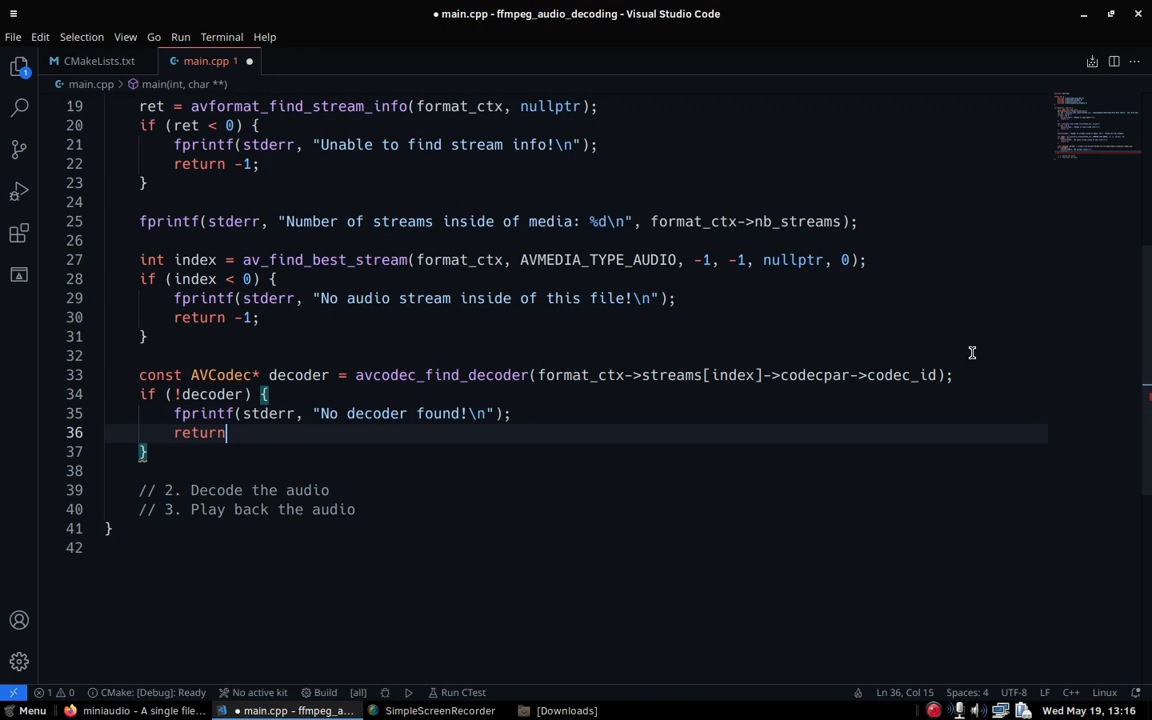 ● main.cpp - ffmpeg_audio_decoding - Visual Studio Code
File Edit Selection View Go Run Terminal Help
1 M CMakeLists.txt main.cpp 1 ●
main.cpp > main(int, char **)
19 ret = avformat_find_stream_info(format_ctx, nullptr);
20 if (ret < 0) {
21 fprintf(stderr, "Unable to find stream info!\n");
22 return -1;
23 }
24
25 fprintf(stderr, "Number of streams inside of media: %d\n", format_ctx->nb_streams);
26
27 int index = av_find_best_stream(format_ctx, AVMEDIA_TYPE_AUDIO, -1, -1, nullptr, 0);
28 if (index < 0) {
29 fprintf(stderr, "No audio stream inside of this file!\n");
30 return -1;
31 }
32
33 const AVCodec* decoder = avcodec_find_decoder(format_ctx->streams[index]->codecpar->codec_id);
34 if (!decoder) {
35 fprintf(stderr, "No decoder found!\n");
36 return
37 }
38
39 // 2. Decode the audio
40 // 3. Play back the audio
41 }
42
1 0 CMake: [Debug]: Ready No active kit Build [all] Run CTest Ln 36, Col 15 Spaces: 4 UTF-8 LF C++ Linux
Menu miniaudio - A single file... ● main.cpp - ffmpeg_a... SimpleScreenRecorder [Downloads] Wed May 19, 13:16